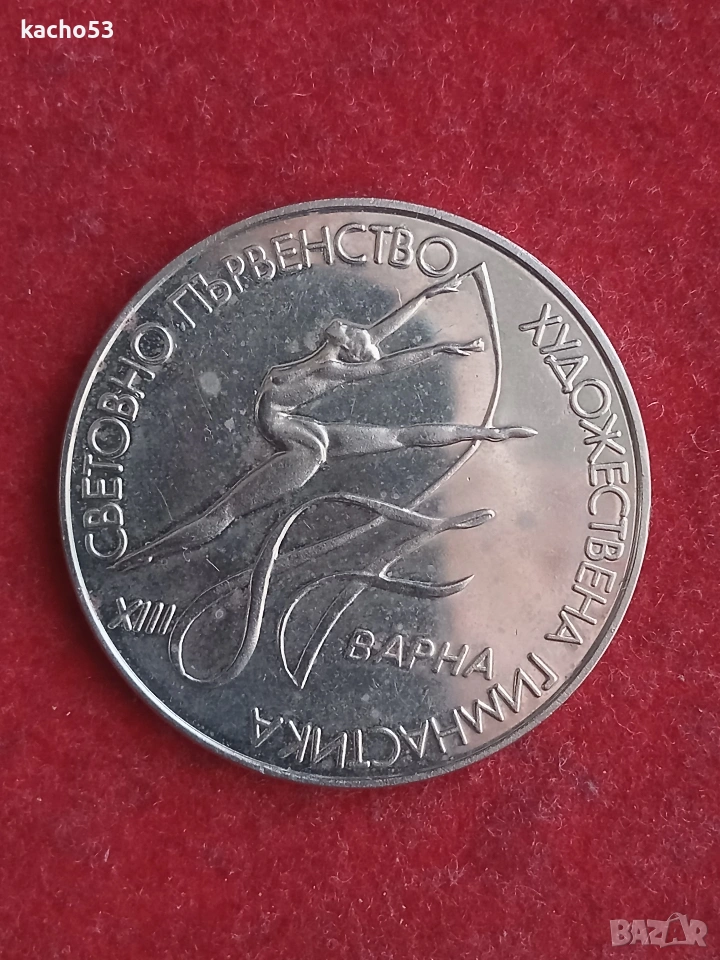 kacho53
XIII СВЕТОВНО ПЪРВЕНСТВО
ХУДОЖЕСТВЕНА ГИМНАСТИКА
ВАРНА
BAZAR